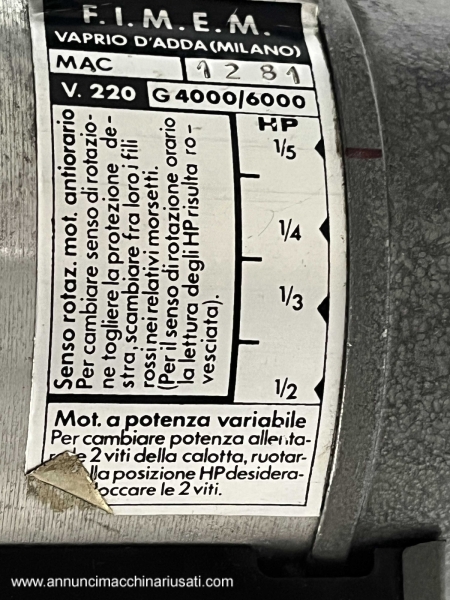 F.I.M.E.M.
VAPRIO D'ADDA (MILANO)
MAC 1281
V. 220 G 4000/6000
HP
1/5
1/4
1/3
1/2
Senso rotaz. mot. antiorario
Per cambiare senso di rotazio-
ne togliere la protezione de-
stra, scambiare fra loro i fili
rossi nei relativi morsetti.
(Per il senso di rotazione orario
la lettura degli HP risulta ro-
vesciata).
Mot. a potenza variabile
Per cambiare potenza allenta-
le 2 viti della calotta, ruotar-
la posizione HP desidera-
le 2 viti.
www.annuncimacchinariusati.com